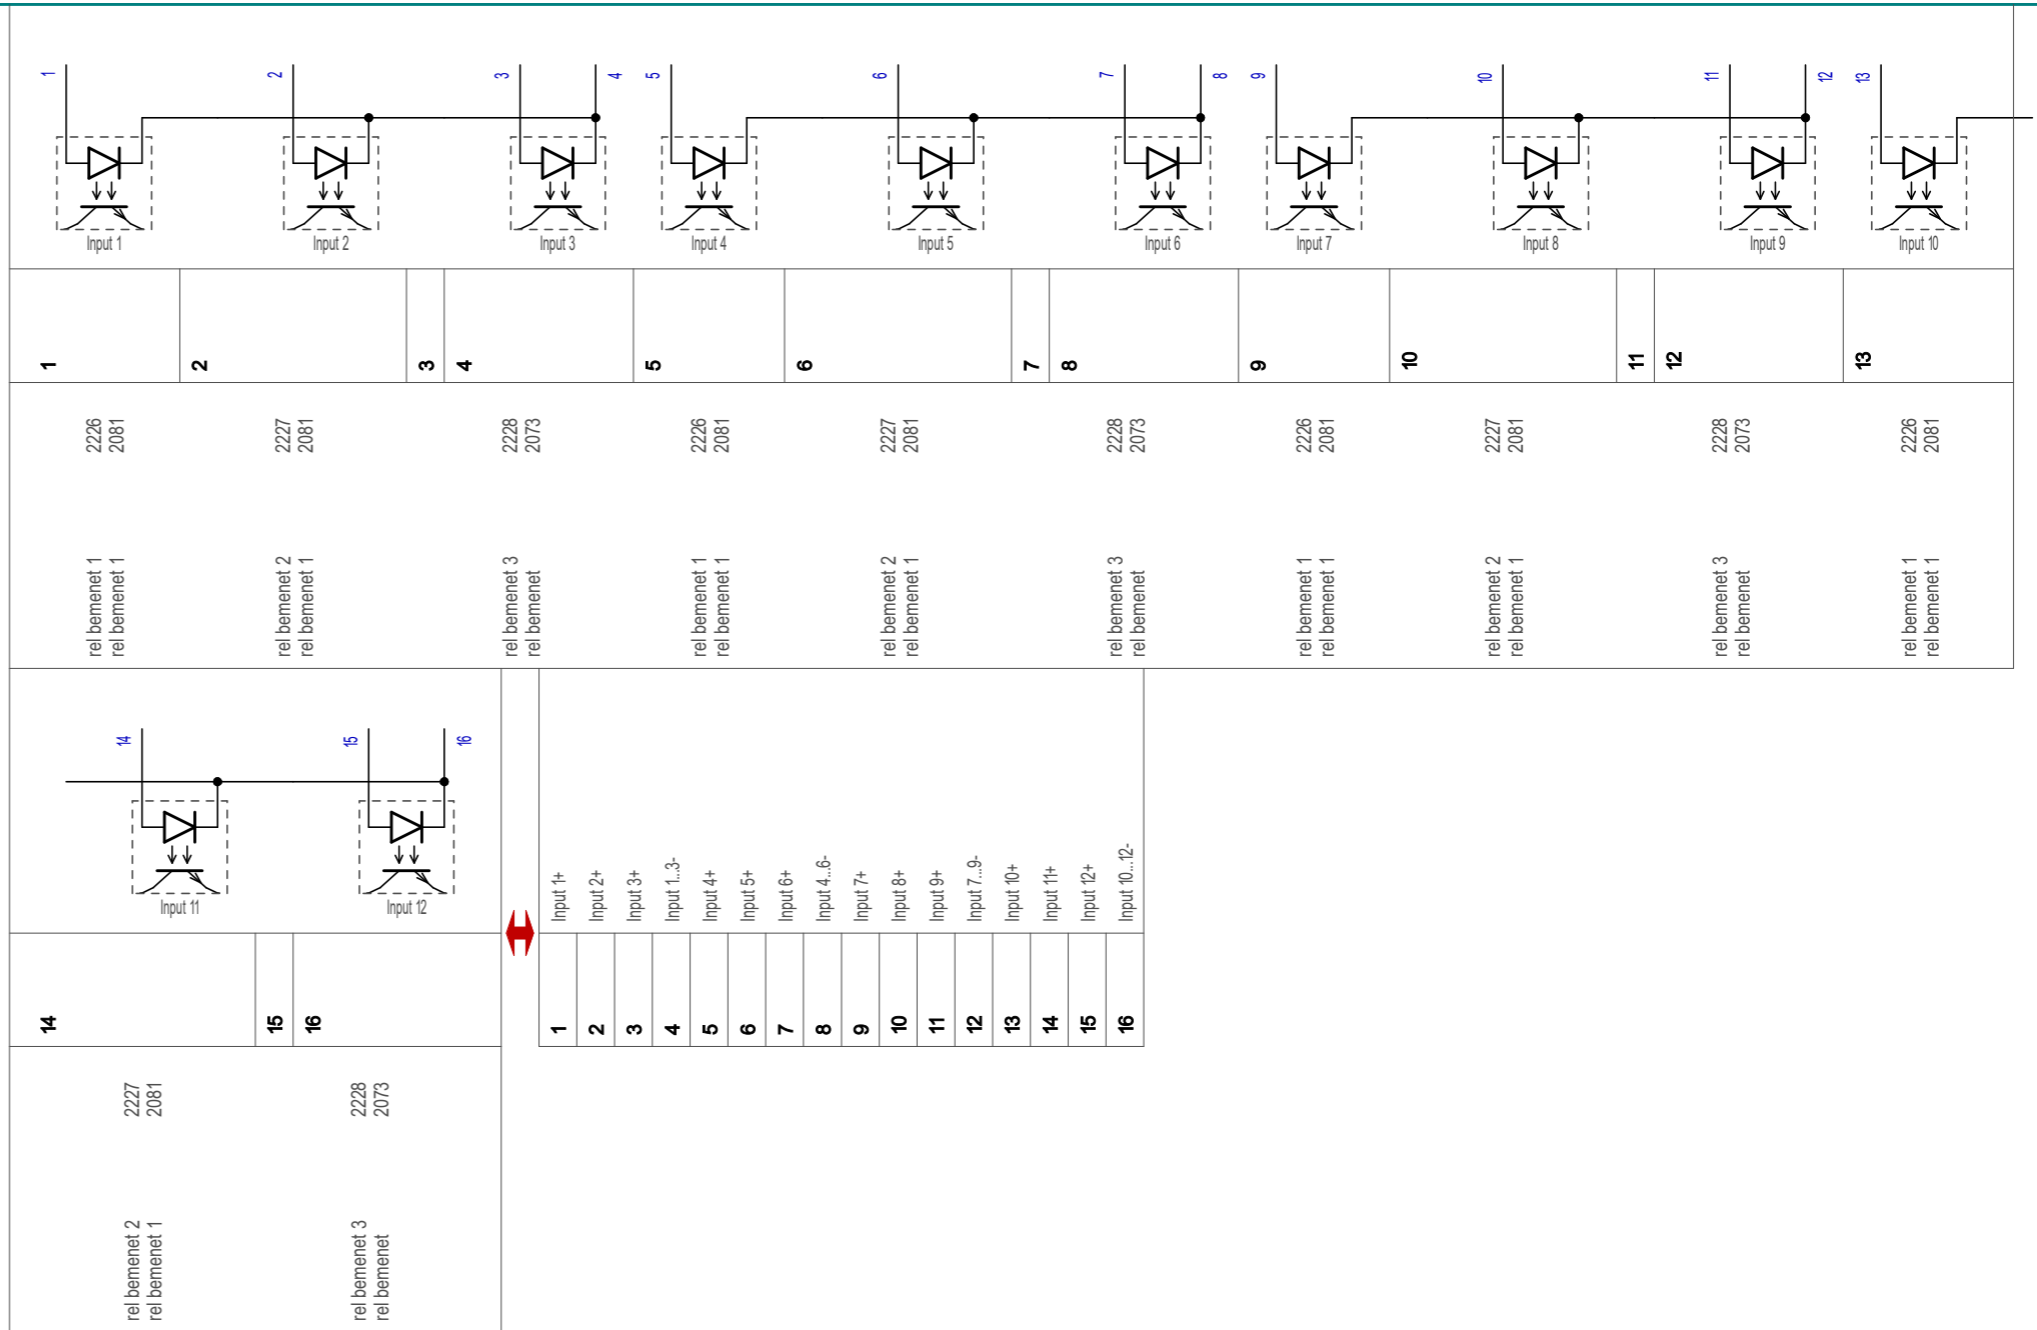 1
2
3
4
5
6
7
8
9
10
11
12
13
Input 1
Input 2
Input 3
Input 4
Input 5
Input 6
Input 7
Input 8
Input 9
Input 10
1
2
3
4
5
6
7
8
9
10
11
12
13
2226
2081
2227
2081
2228
2073
2226
2081
2227
2081
2228
2073
2226
2081
2227
2081
2228
2073
2226
2081
rel bemenet 1
rel bemenet 1
rel bemenet 2
rel bemenet 1
rel bemenet 3
rel bemenet
rel bemenet 1
rel bemenet 1
rel bemenet 2
rel bemenet 1
rel bemenet 3
rel bemenet
rel bemenet 1
rel bemenet 1
rel bemenet 2
rel bemenet 1
rel bemenet 3
rel bemenet
rel bemenet 1
rel bemenet 1
14
15
16
Input 11
Input 12
14
15
16
2227
2081
2228
2073
rel bemenet 2
rel bemenet 1
rel bemenet 3
rel bemenet
Input 1+
Input 2+
Input 3+
Input 1...3-
Input 4+
Input 5+
Input 6+
Input 4...6-
Input 7+
Input 8+
Input 9+
Input 7...9-
Input 10+
Input 11+
Input 12+
Input 10...12-
1
2
3
4
5
6
7
8
9
10
11
12
13
14
15
16